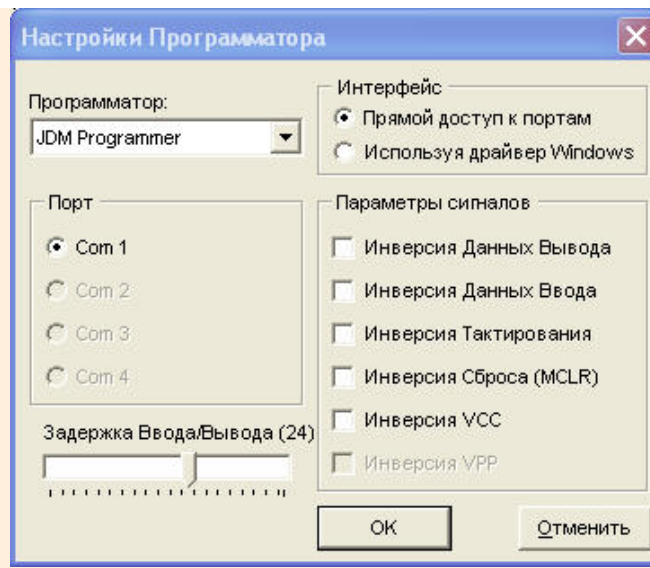 Настройки Программатора
Программатор:
JDM Programmer
Интерфейс
Прямой доступ к портам
Используя драйвер Windows
Порт
Com 1
Com 2
Com 3
Com 4
Задержка Ввода/Вывода (24)
Параметры сигналов
Инверсия Данных Вывода
Инверсия Данных Ввода
Инверсия Тактирования
Инверсия Сброса (MCLR)
Инверсия VCC
Инверсия VPP
OK
Отменить